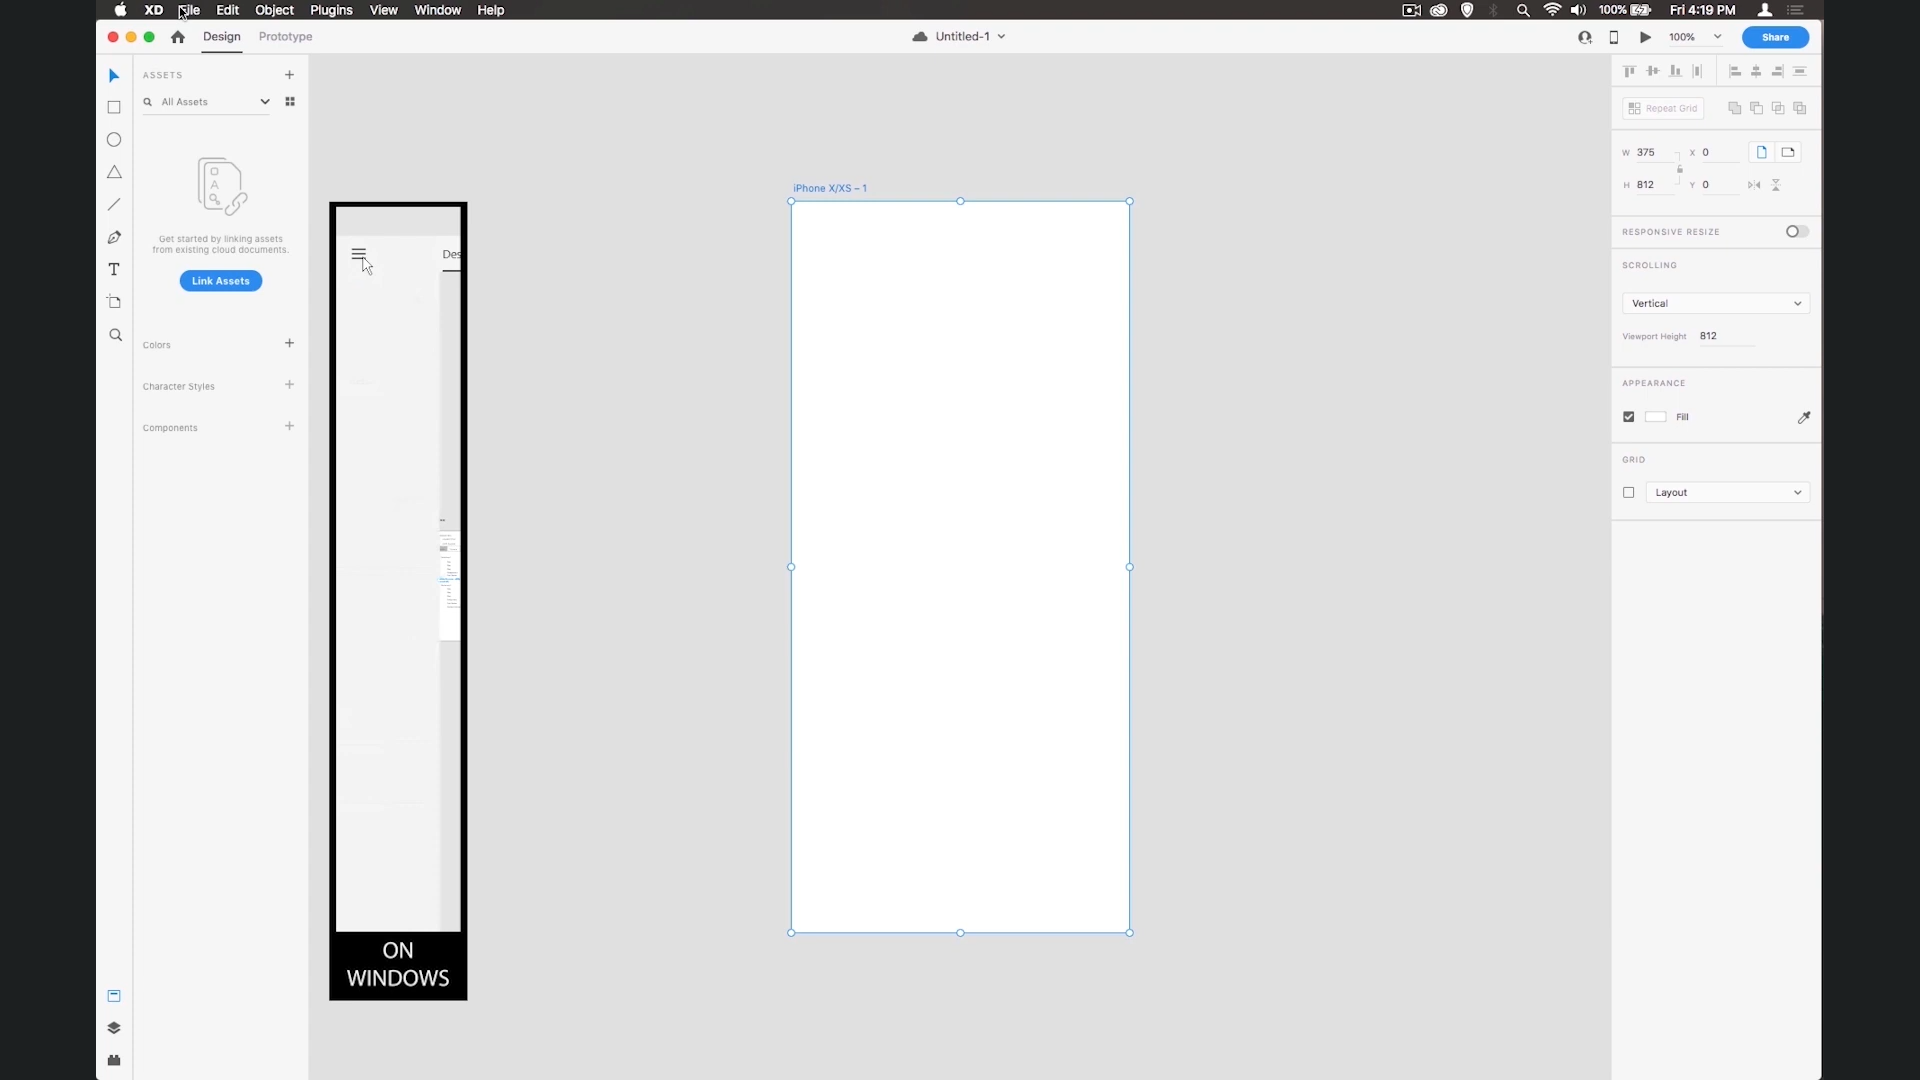 XD File Edit Object Plugins View Window Help
100% Fri 4:19 PM
Design Prototype
Untitled-1
100%
Share
ASSETS
All Assets
Get started by linking assets
from existing cloud documents.
Link Assets
Colors
Character Styles
Components
Des
ON
WINDOWS
iPhone X/XS – 1
Repeat Grid
W 375 X 0
H 812 Y 0
RESPONSIVE RESIZE
SCROLLING
Vertical
Viewport Height 812
APPEARANCE
Fill
GRID
Layout